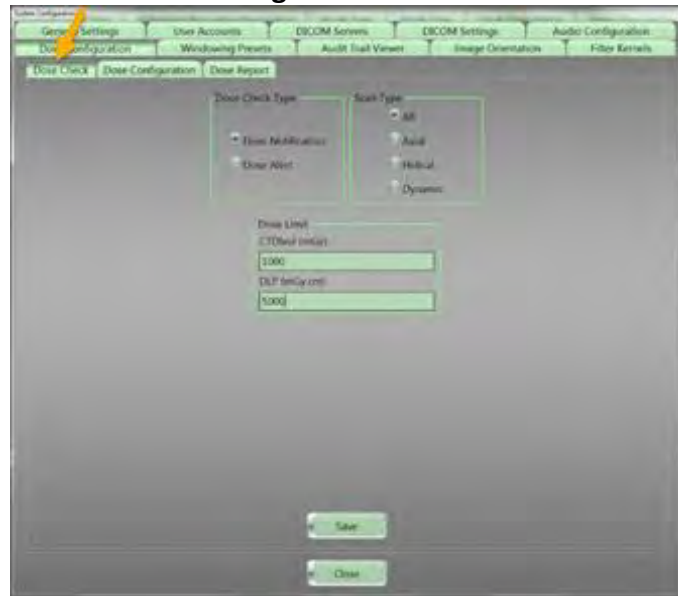 System Configuration
General Settings User Accounts DICOM Servers DICOM Settings Audio Configuration
Dose Configuration Windowing Presets Audit Trail Viewer Image Orientation Filter Kernels
Dose Check Dose Configuration Dose Report
Dose Check Type Scan Type
All
Dose Notification Axial
Dose Alert Helical
Dynamic
Dose Limit
CTDIvol (mGy)
1000
DLP (mGy.cm)
5000
Save
Close